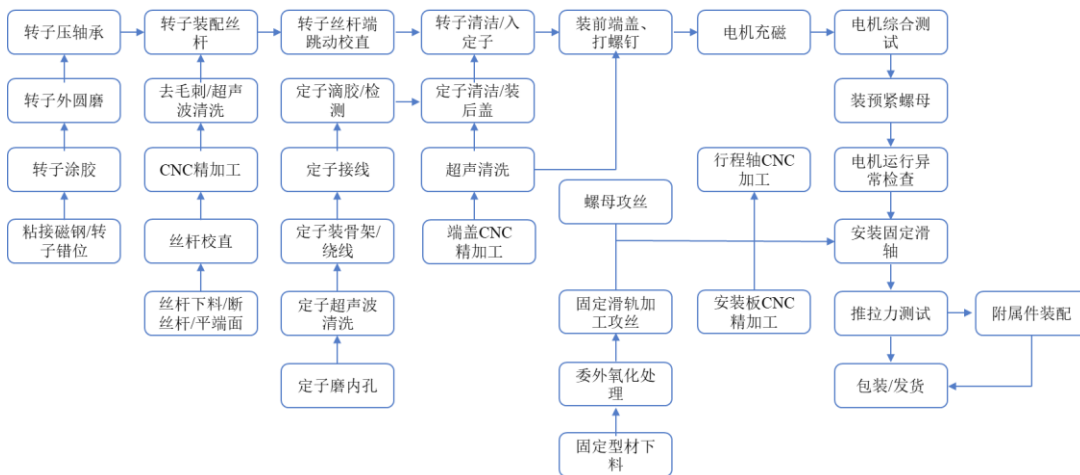 转子压轴承
转子装配丝
杆
转子丝杆端
跳动校直
转子清洁/入
定子
装前端盖、
打螺钉
电机充磁
电机综合测
试
转子外圆磨
去毛刺/超声
波清洗
定子滴胶/检
测
定子清洁/装
后盖
装预紧螺母
转子涂胶
CNC精加工
定子接线
超声清洗
行程轴CNC
加工
电机运行异
常检查
粘接磁钢/转
子错位
丝杆校直
定子装骨架/
绕线
端盖CNC
精加工
螺母攻丝
安装固定滑
轴
丝杆下料/断
丝杆/平端面
定子超声波
清洗
固定滑轨加
工攻丝
安装板CNC
精加工
推拉力测试
附属件装配
定子磨内孔
委外氧化处
理
包装/发货
固定型材下
料